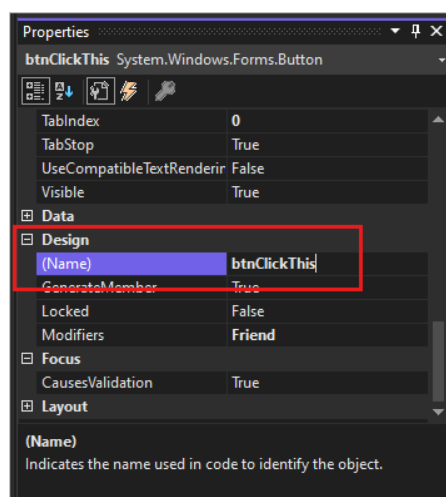 Properties
btnClickThis System.Windows.Forms.Button
TabIndex 0
TabStop True
UseCompatibleTextRenderin False
Visible True
Data
Design
(Name) btnClickThis
GenerateMember True
Locked False
Modifiers Friend
Focus
CausesValidation True
Layout
(Name)
Indicates the name used in code to identify the object.